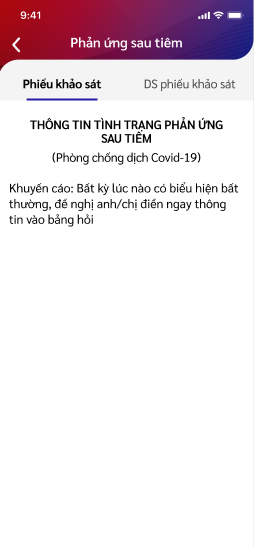 9:41
Phản ứng sau tiêm
Phiếu khảo sát
DS phiếu khảo sát
THÔNG TIN TÌNH TRẠNG PHẢN ỨNG
SAU TIÊM
(Phòng chống dịch Covid-19)
Khuyến cáo: Bất kỳ lúc nào có biểu hiện bất
thường, đề nghị anh/chị điền ngay thông
tin vào bảng hỏi